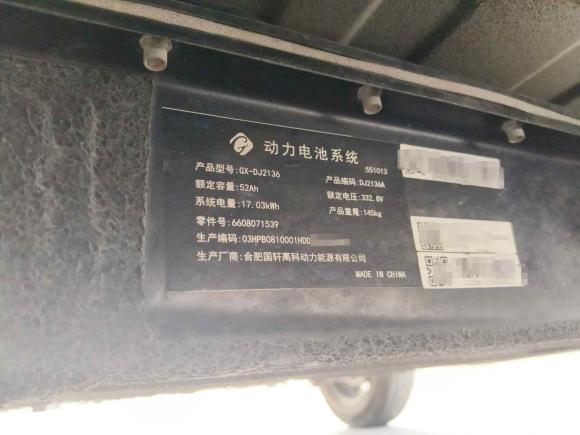 动力电池系统
551013
产品型号:GX-DJ2136 产品编码:DJ2136A
额定容量:52Ah 额定电压:332.8V
系统电量:17.03kWh 产品重量:145kg
零件号:6608071539
生产编码:03HPB0810001HDD
生产厂商:合肥国轩高科动力能源有限公司
MADE IN CHINA